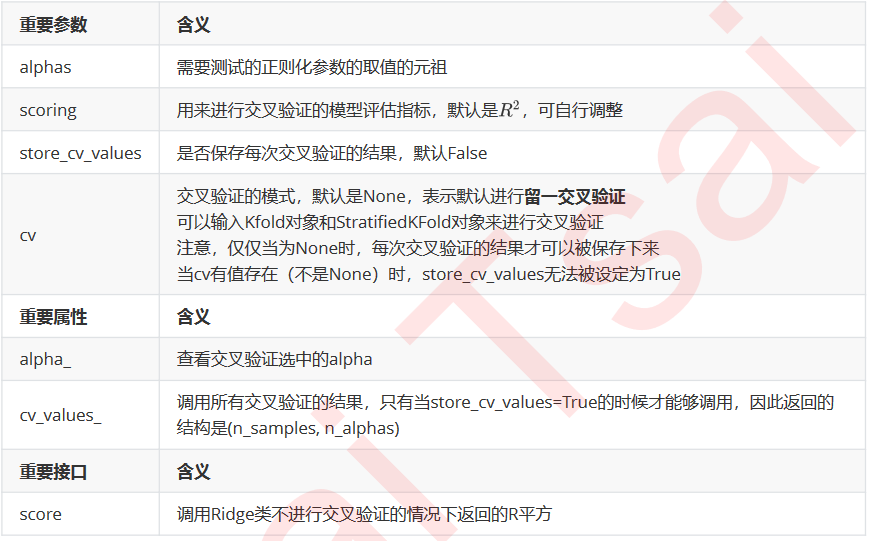 重要参数 含义
alphas 需要测试的正则化参数的取值的元祖
scoring 用来进行交叉验证的模型评估指标，默认是R²，可自行调整
store_cv_values 是否保存每次交叉验证的结果，默认False
交叉验证的模式，默认是None，表示默认进行留一交叉验证
可以输入Kfold对象和StratifiedKFold对象来进行交叉验证
cv
注意，仅仅当为None时，每次交叉验证的结果才可以被保存下来
当cv有值存在（不是None）时，store_cv_values无法被设定为True
重要属性 含义
alpha_ 查看交叉验证选中的alpha
cv_values_
调用所有交叉验证的结果，只有当store_cv_values=True的时候才能够调用，因此返回的
结构是(n_samples, n_alphas)
重要接口 含义
score 调用Ridge类不进行交叉验证的情况下返回的R平方
Tsai